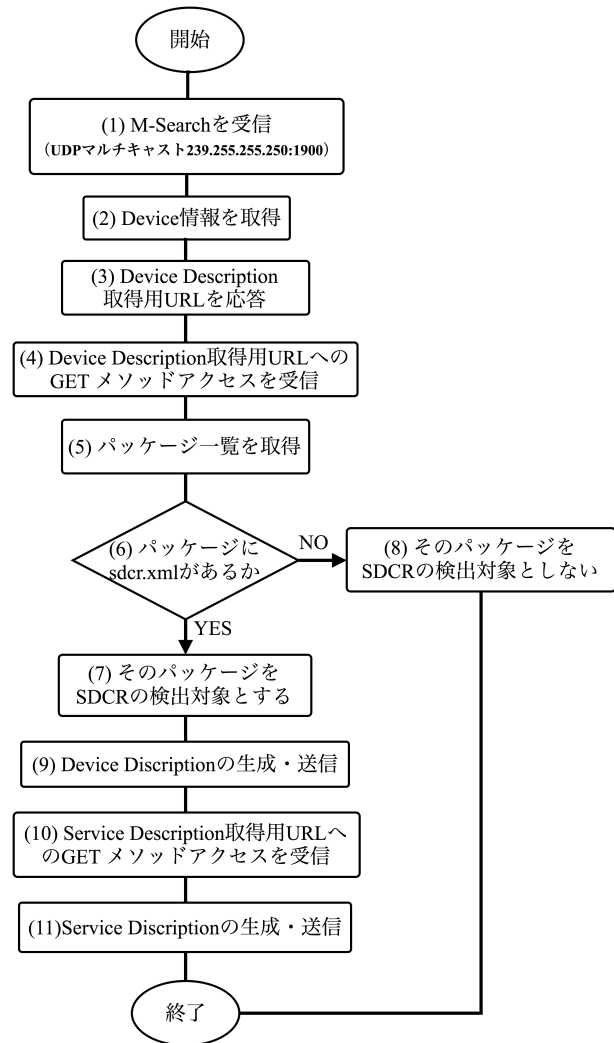 開始
(1) M-Searchを受信
（UDPマルチキャスト239.255.255.250:1900）
(2) Device情報を取得
(3) Device Description
取得用URLを応答
(4) Device Description取得用URLへの
GET メソッドアクセスを受信
(5) パッケージ一覧を取得
(6) パッケージに
sdcr.xmlがあるか
NO
(8) そのパッケージを
SDCRの検出対象としない
YES
(7) そのパッケージを
SDCRの検出対象とする
(9) Device Discriptionの生成・送信
(10) Service Description取得用URLへ
のGET メソッドアクセスを受信
(11)Service Discriptionの生成・送信
終了